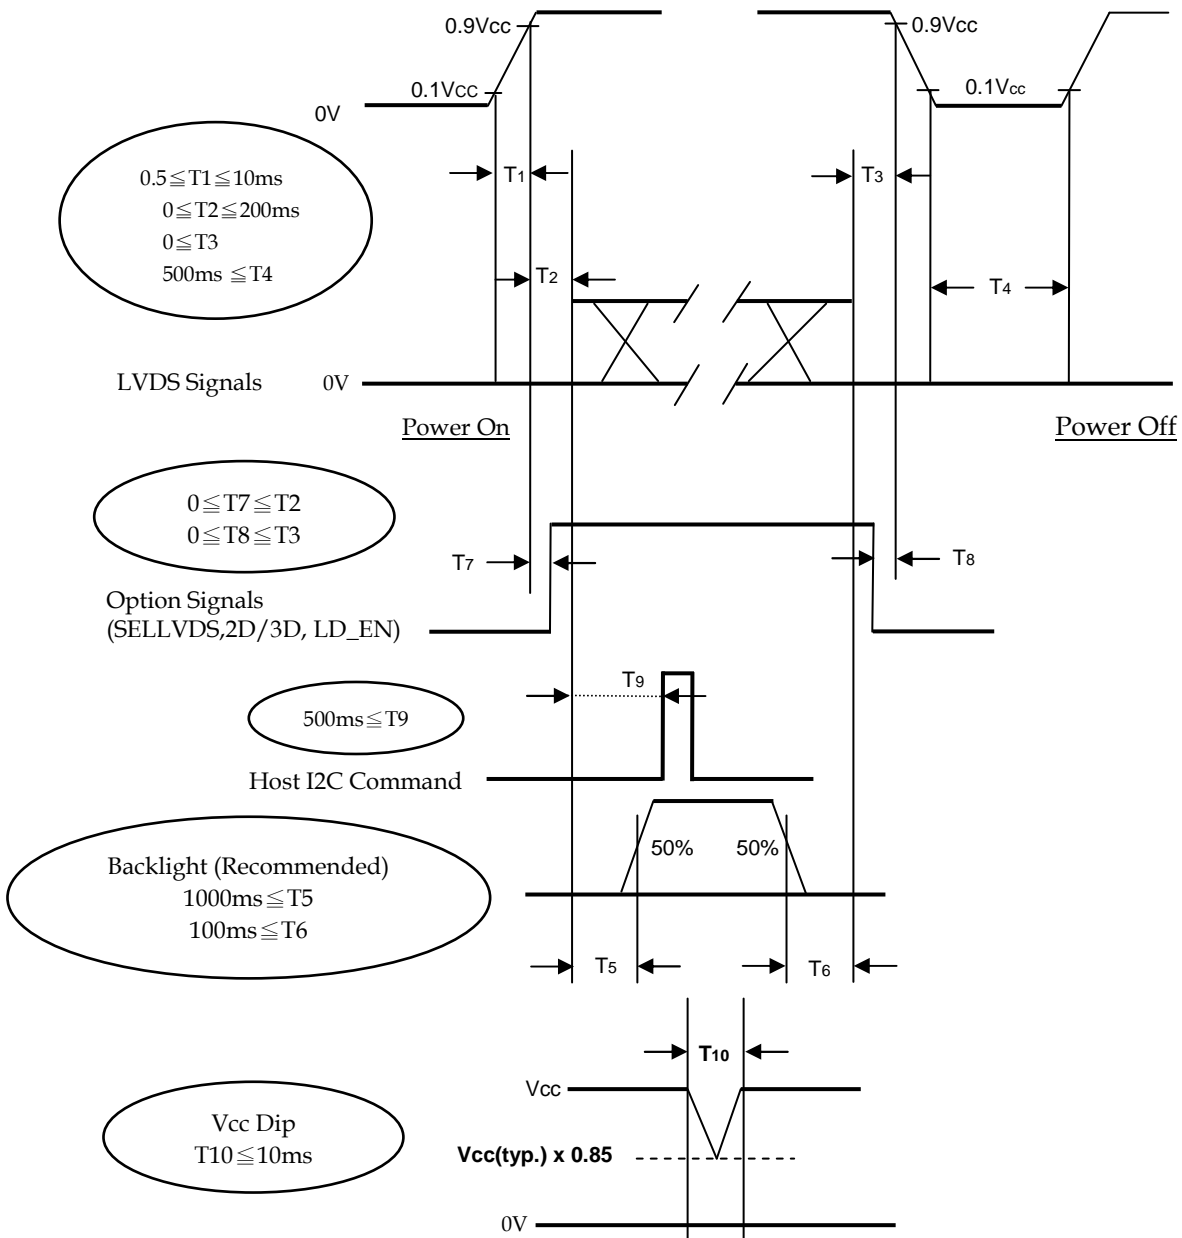 0.9Vcc
0.9Vcc
0.1Vcc
0.1Vcc
0V
0.5≦T1≦10ms
0≦T2≦200ms
0≦T3
500ms ≦T4
T1
T3
T2
T4
LVDS Signals
0V
Power On
Power Off
0≦T7≦T2
0≦T8≦T3
T7
T8
Option Signals
(SELLVDS,2D/3D, LD_EN)
T9
500ms≦T9
Host I2C Command
50%
50%
Backlight (Recommended)
1000ms≦T5
100ms≦T6
T5
T6
T10
Vcc
Vcc Dip
T10≦10ms
Vcc(typ.) x 0.85
0V